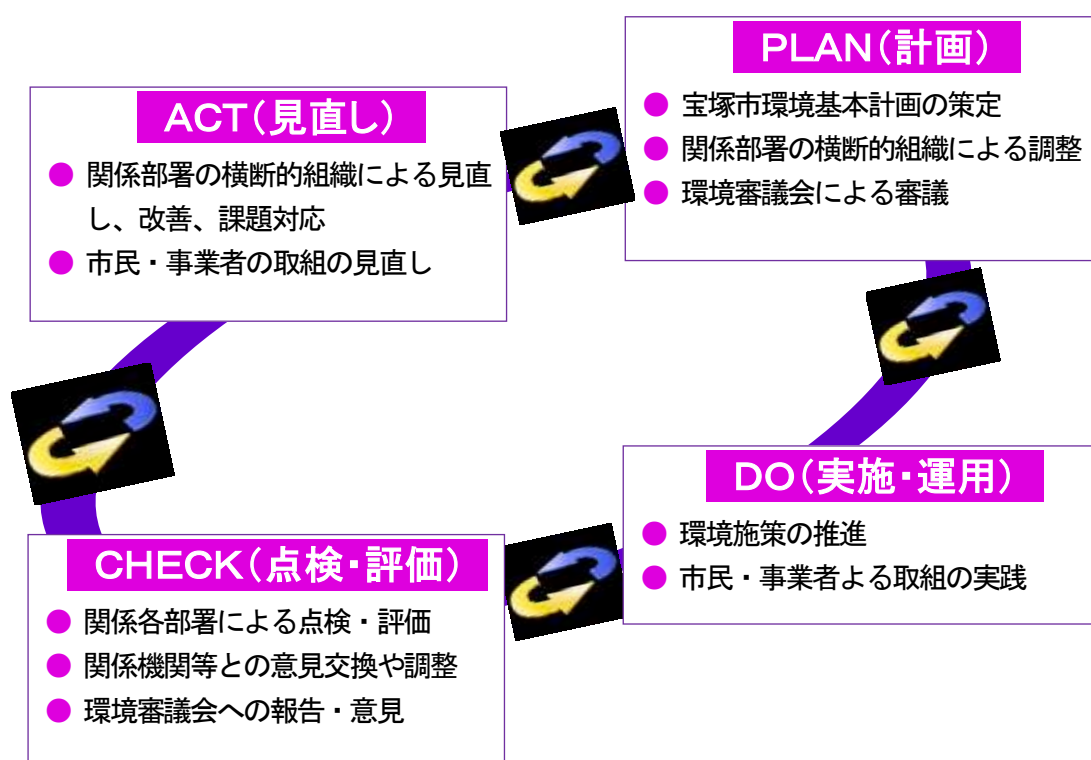 PLAN（計画）
● 宝塚市環境基本計画の策定
● 関係部署の横断的組織による調整
● 環境審議会による審議
DO（実施・運用）
● 環境施策の推進
● 市民・事業者よる取組の実践
CHECK（点検・評価）
● 関係各部署による点検・評価
● 関係機関等との意見交換や調整
● 環境審議会への報告・意見
ACT（見直し）
● 関係部署の横断的組織による見直
し、改善、課題対応
● 市民・事業者の取組の見直し